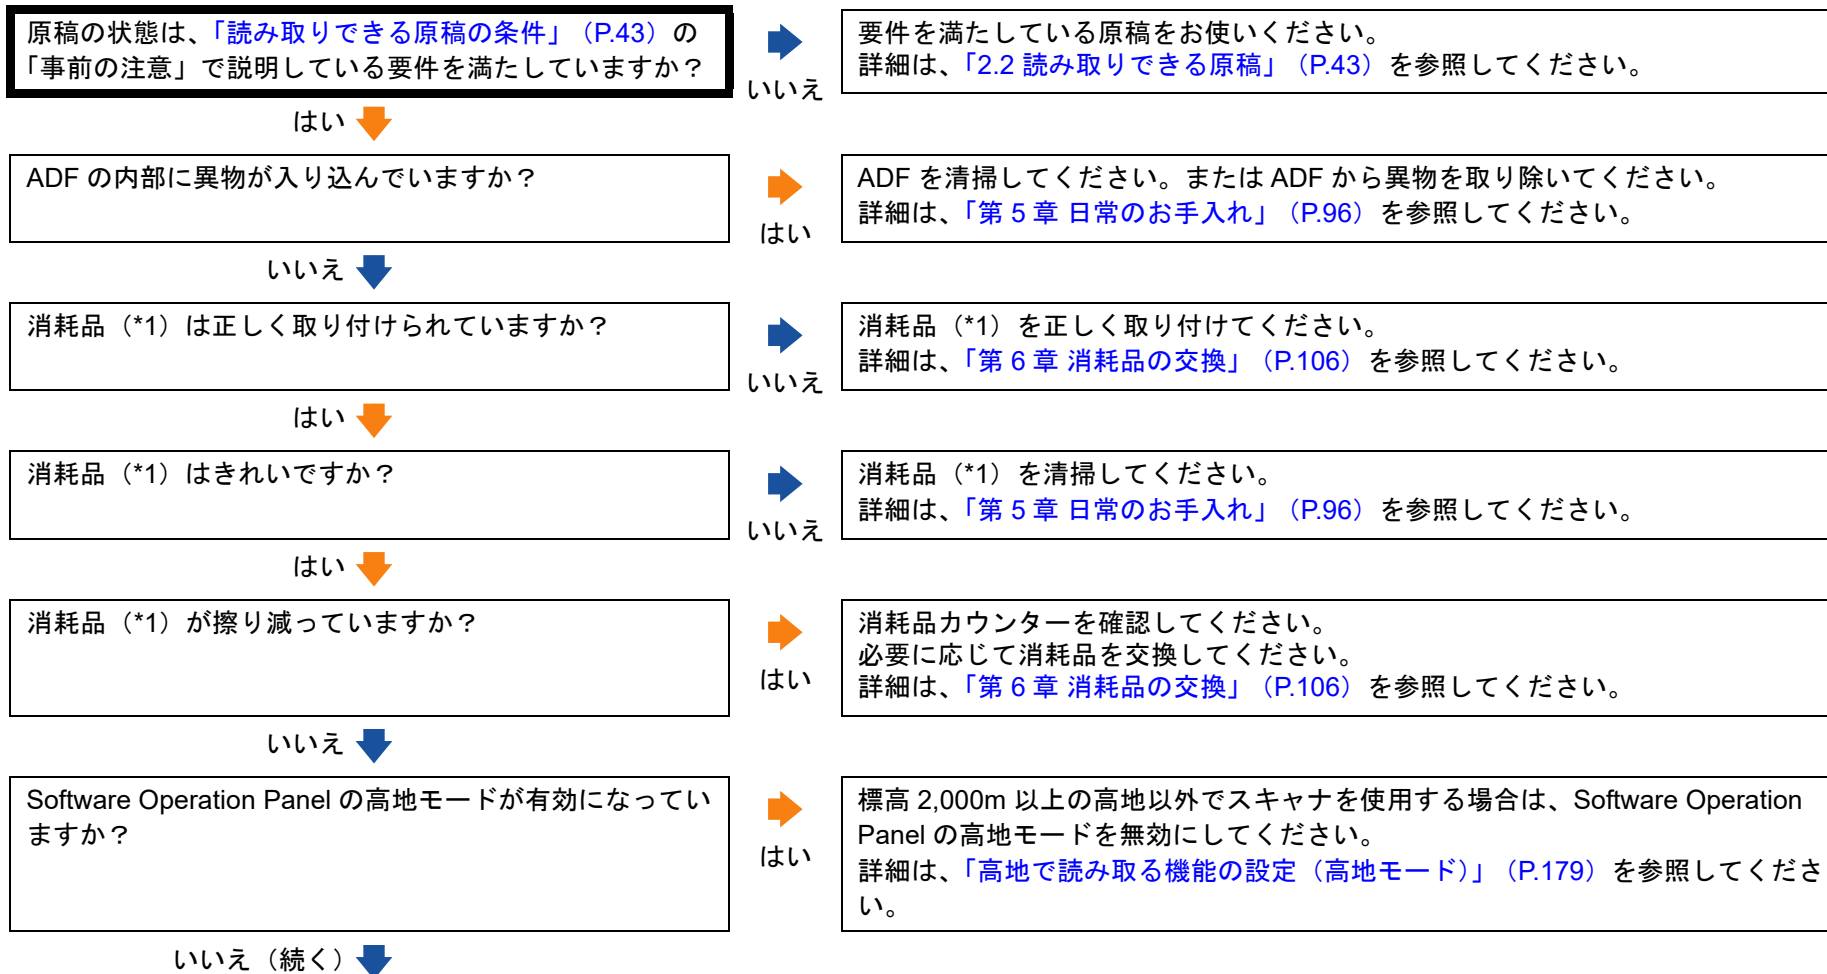 原稿の状態は、「読み取りできる原稿の条件」（P.43）の
「事前の注意」で説明している要件を満たしていますか？
いいえ
要件を満たしている原稿をお使いください。
詳細は、「2.2 読み取りできる原稿」（P.43）を参照してください。
はい
ADF の内部に異物が入り込んでいますか？
はい
ADF を清掃してください。または ADF から異物を取り除いてください。
詳細は、「第 5 章 日常のお手入れ」（P.96）を参照してください。
いいえ
消耗品（*1）は正しく取り付けられていますか？
いいえ
消耗品（*1）を正しく取り付けてください。
詳細は、「第 6 章 消耗品の交換」（P.106）を参照してください。
はい
消耗品（*1）はきれいですか？
いいえ
消耗品（*1）を清掃してください。
詳細は、「第 5 章 日常のお手入れ」（P.96）を参照してください。
はい
消耗品（*1）が擦り減っていますか？
はい
消耗品カウンターを確認してください。
必要に応じて消耗品を交換してください。
詳細は、「第 6 章 消耗品の交換」（P.106）を参照してください。
いいえ
Software Operation Panel の高地モードが有効になってい
ますか？
はい
標高 2,000m 以上の高地以外でスキャナを使用する場合は、Software Operation
Panel の高地モードを無効にしてください。
詳細は、「高地で読み取る機能の設定（高地モード）」（P.179）を参照してくださ
い。
いいえ（続く）